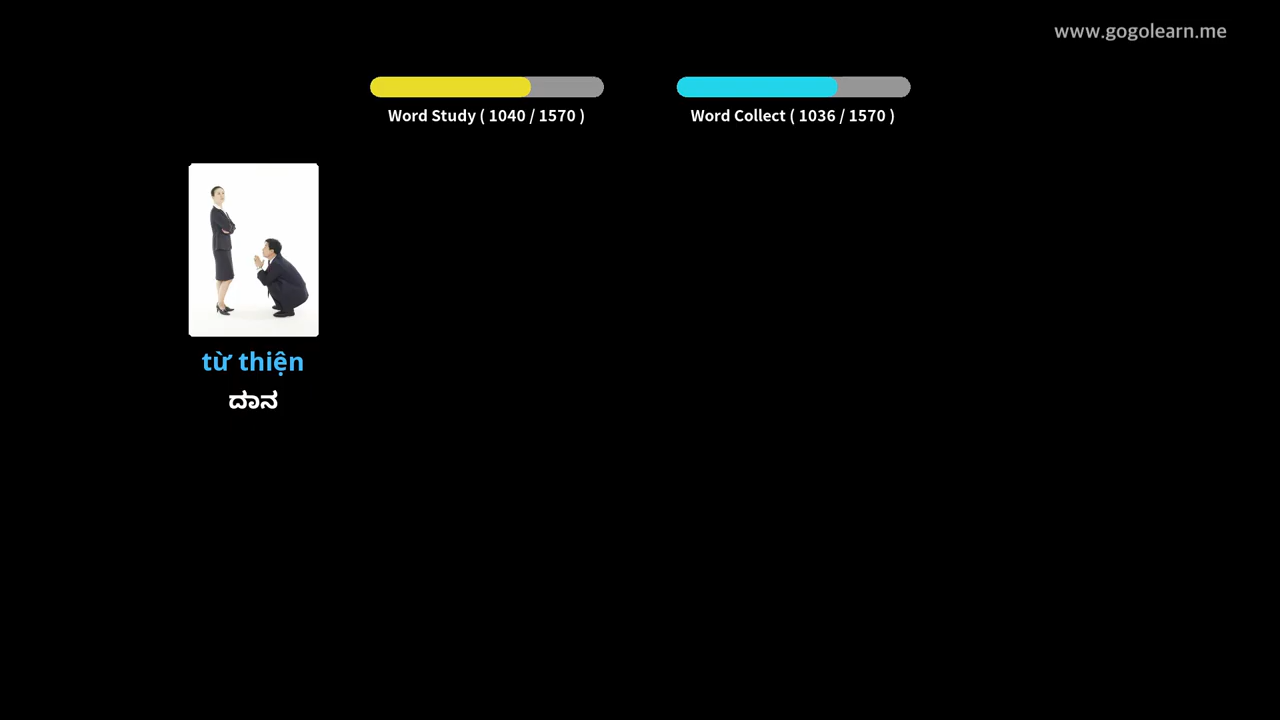 www.gogolearn.me
Word Study ( 1040 / 1570 )
Word Collect ( 1036 / 1570 )
từ thiện
ದಾನ